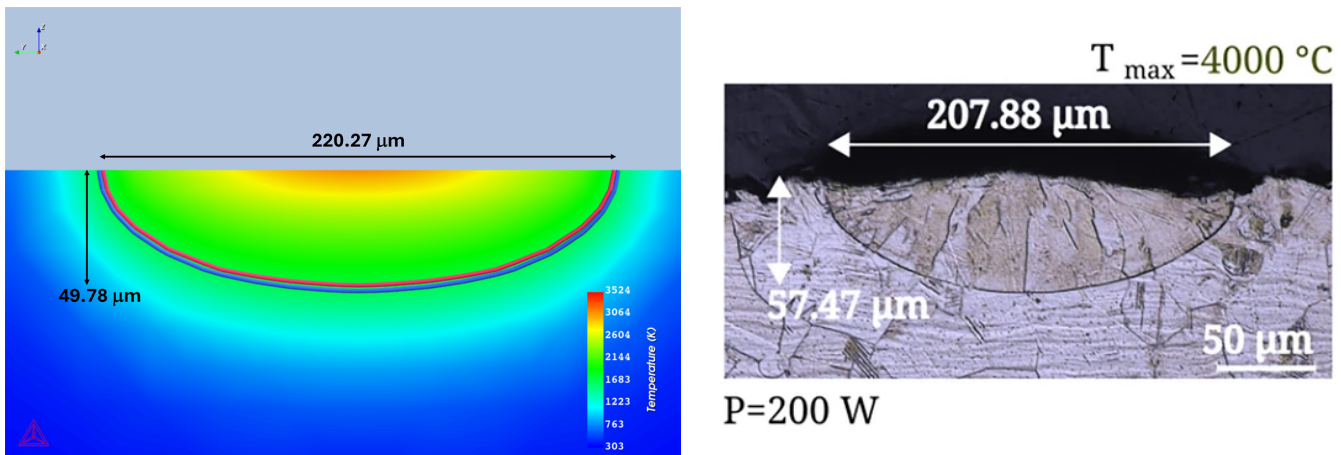 Z
Y
X
220.27 µm
49.78 µm
3524
3064
2604
2144
1683
1223
763
303
Temperature (K)
T max =4000 °C
207.88 µm
57.47 µm
50 µm
P=200 W